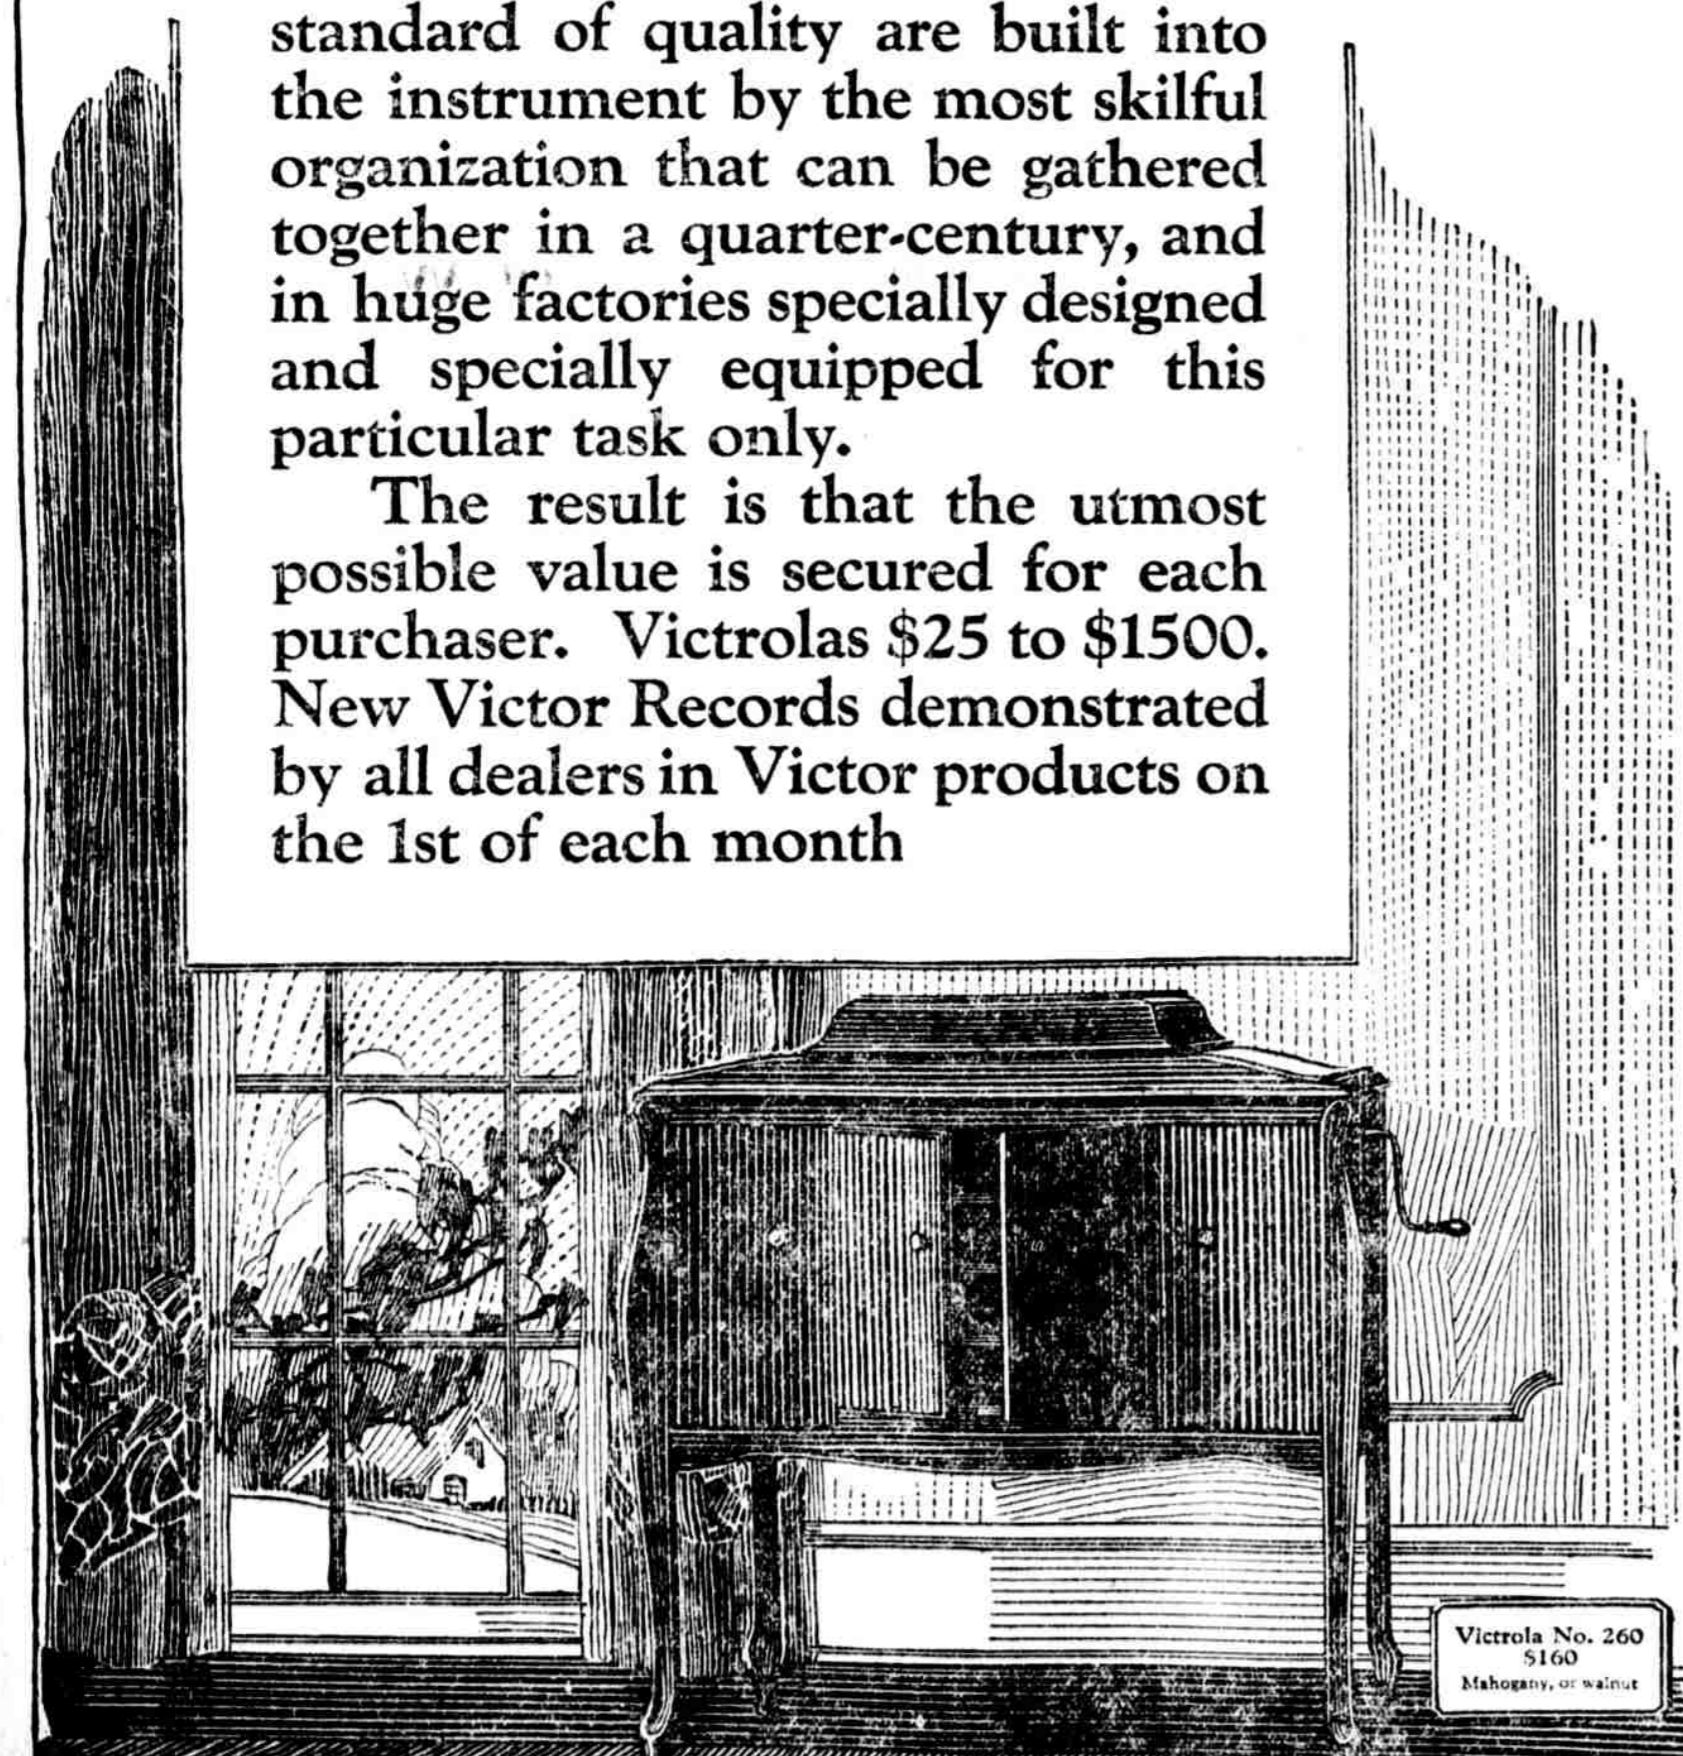 standard of quality are built into
the instrument by the most skilful
organization that can be gathered
together in a quarter-century, and
in huge factories specially designed
and specially equipped for this
particular task only.
The result is that the utmost
possible value is secured for each
purchaser. Victrolas $25 to $1500.
New Victor Records demonstrated
by all dealers in Victor products on
the 1st of each month
Victrola No. 260
$160
Mahogany, or walnut